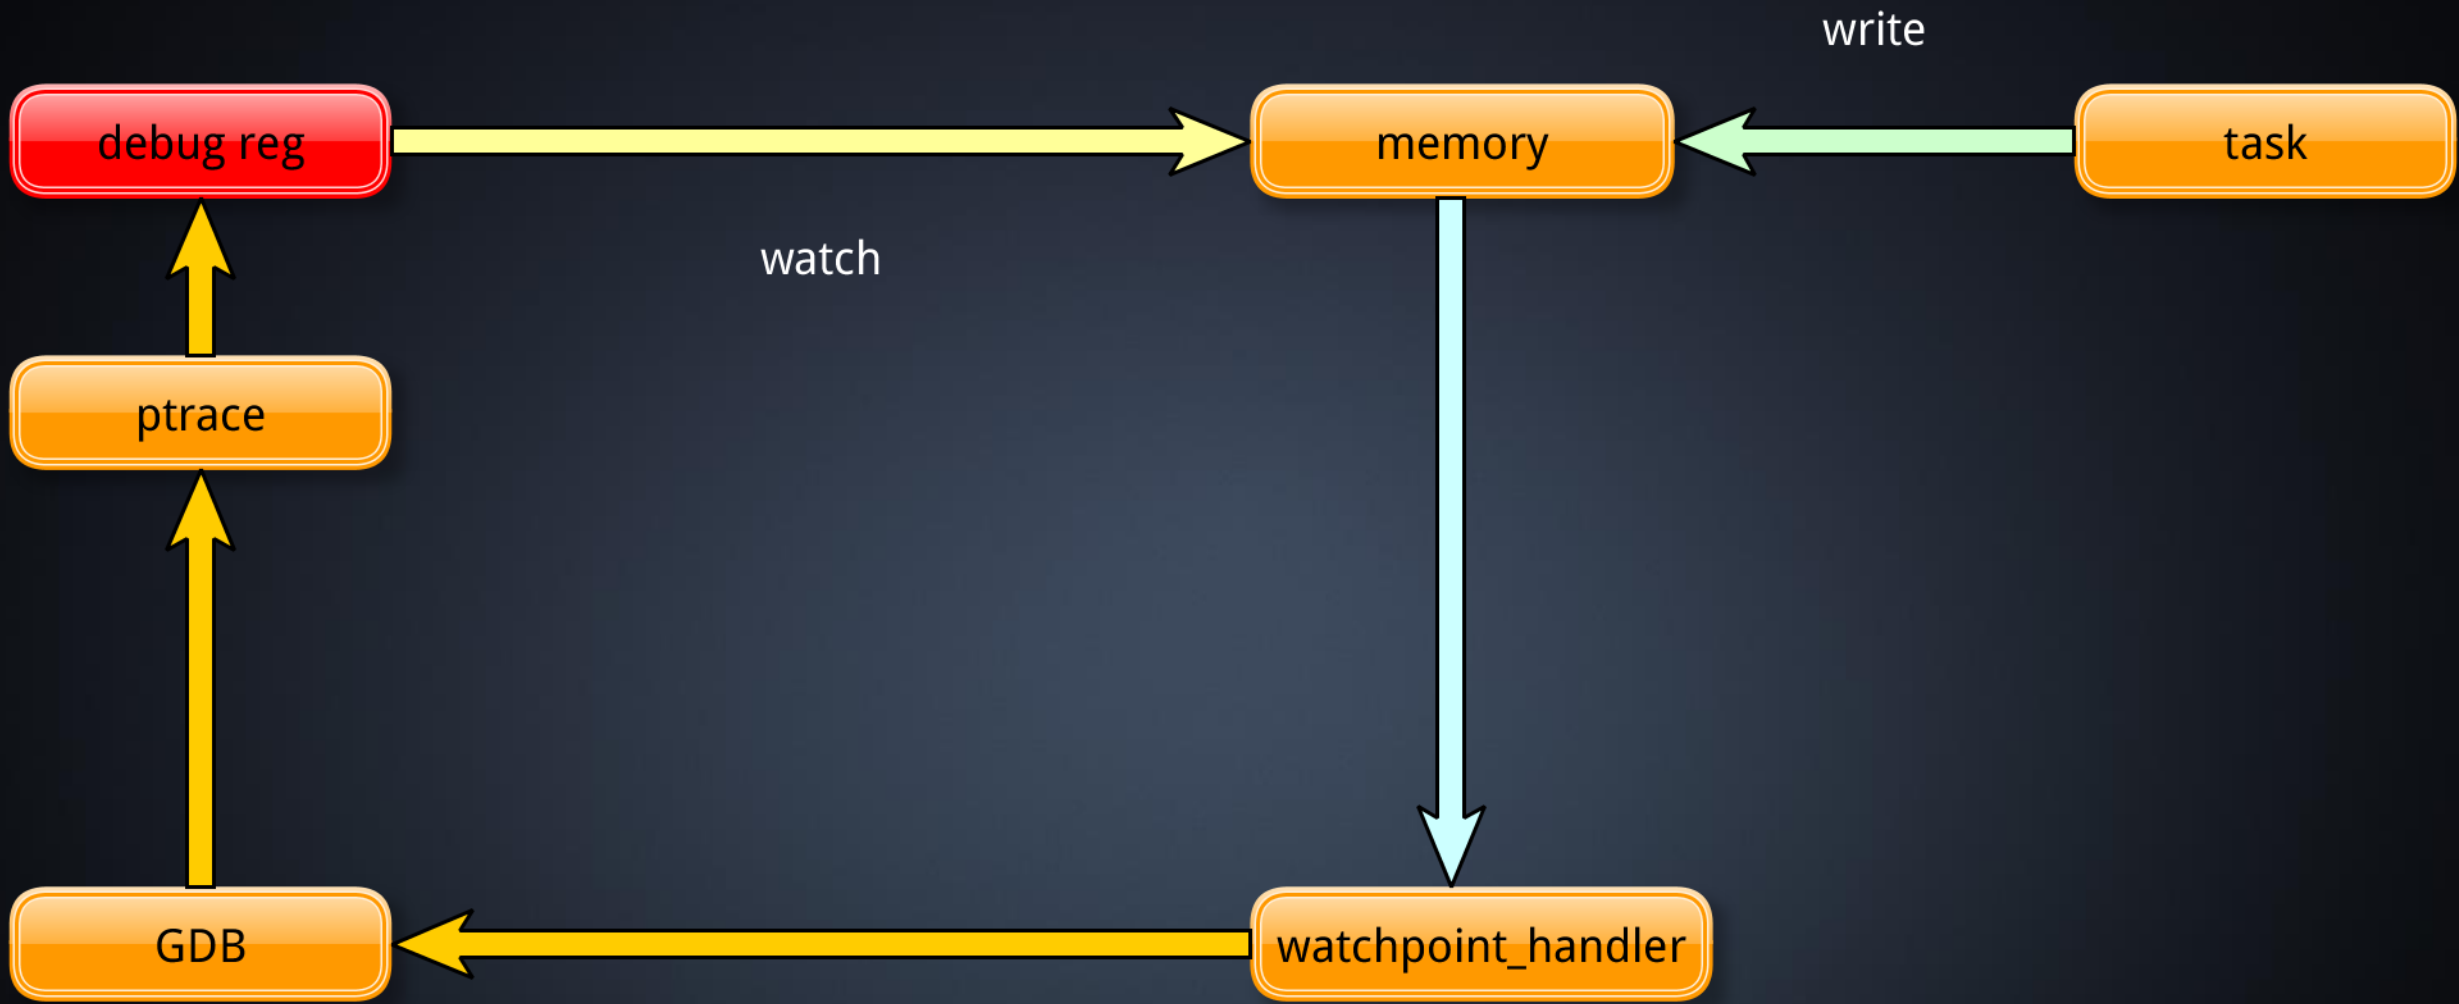 write
debug reg
memory
task
watch
ptrace
GDB
watchpoint_handler